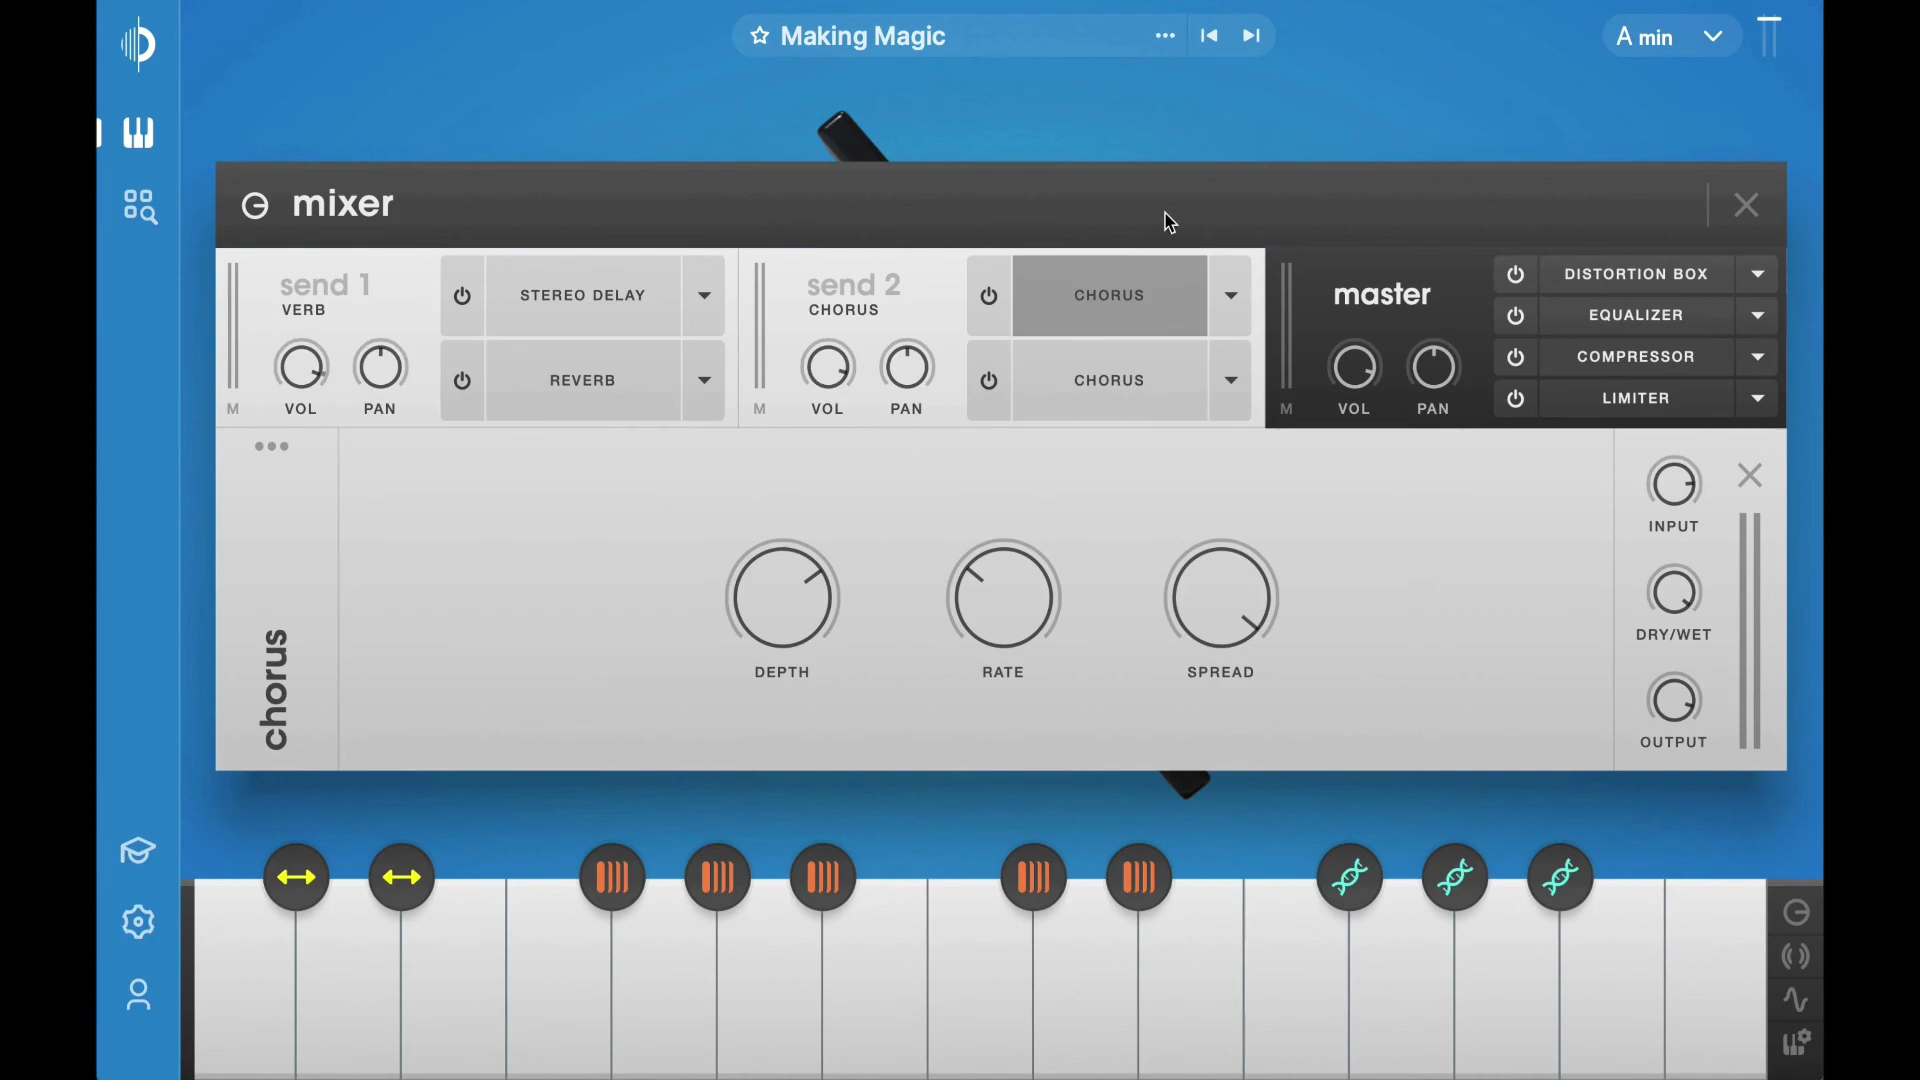 Making Magic
A min
mixer
send 1
VERB
VOL
PAN
M
STEREO DELAY
REVERB
send 2
CHORUS
VOL
PAN
M
CHORUS
CHORUS
master
VOL
PAN
M
DISTORTION BOX
EQUALIZER
COMPRESSOR
LIMITER
chorus
DEPTH
RATE
SPREAD
INPUT
DRY/WET
OUTPUT